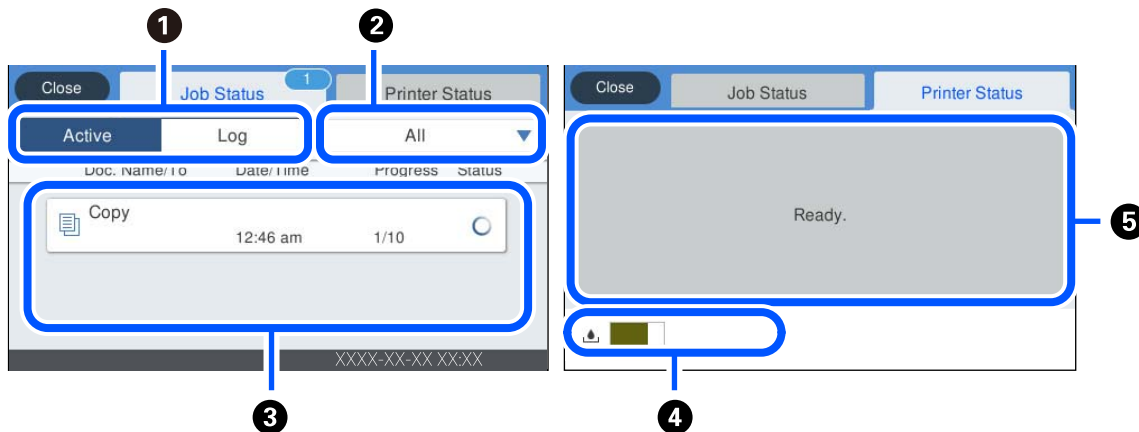 1 2
Close Job Status 1 Printer Status
Active Log All
Doc. Name/To Date/Time Progress Status
Copy
12:46 am 1/10
XXXX-XX-XX XX:XX
3
Close Job Status Printer Status
Ready.
5
4